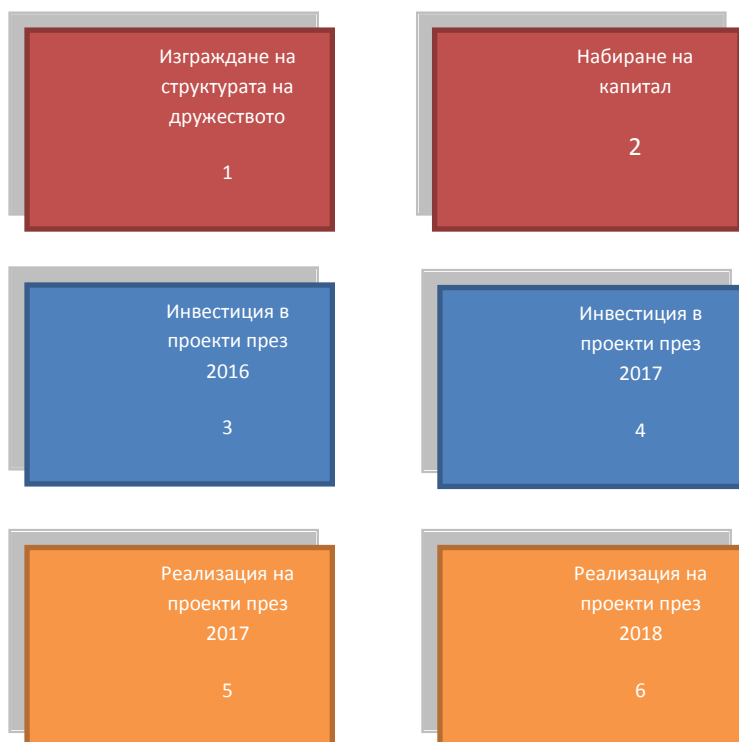 Изграждане на
структурата на
дружеството
1
Набиране на
капитал
2
Инвестиция в
проекти през
2016
3
Инвестиция в
проекти през
2017
4
Реализация на
проекти през
2017
5
Реализация на
проекти през
2018
6